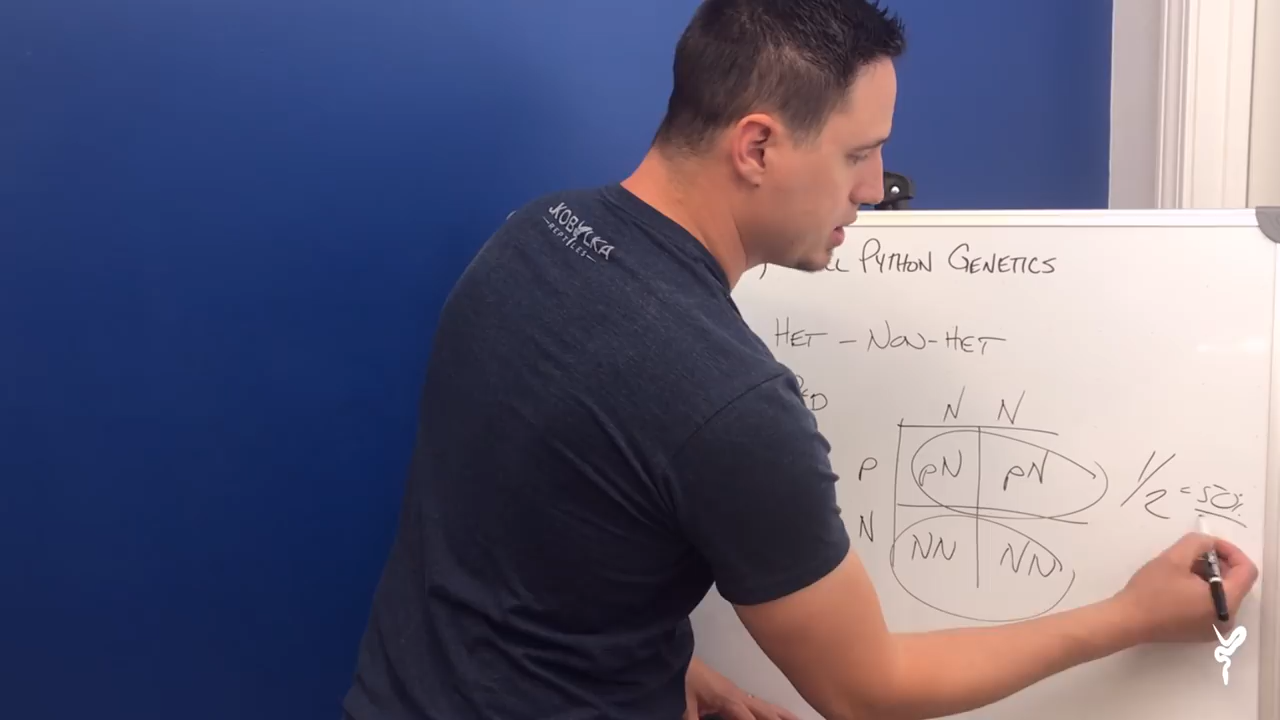 KOBYLKA
REPTILES
PYTHON GENETICS
HET - NON-HET
N N
P pN pN 1/2 = 50%
N NN NN